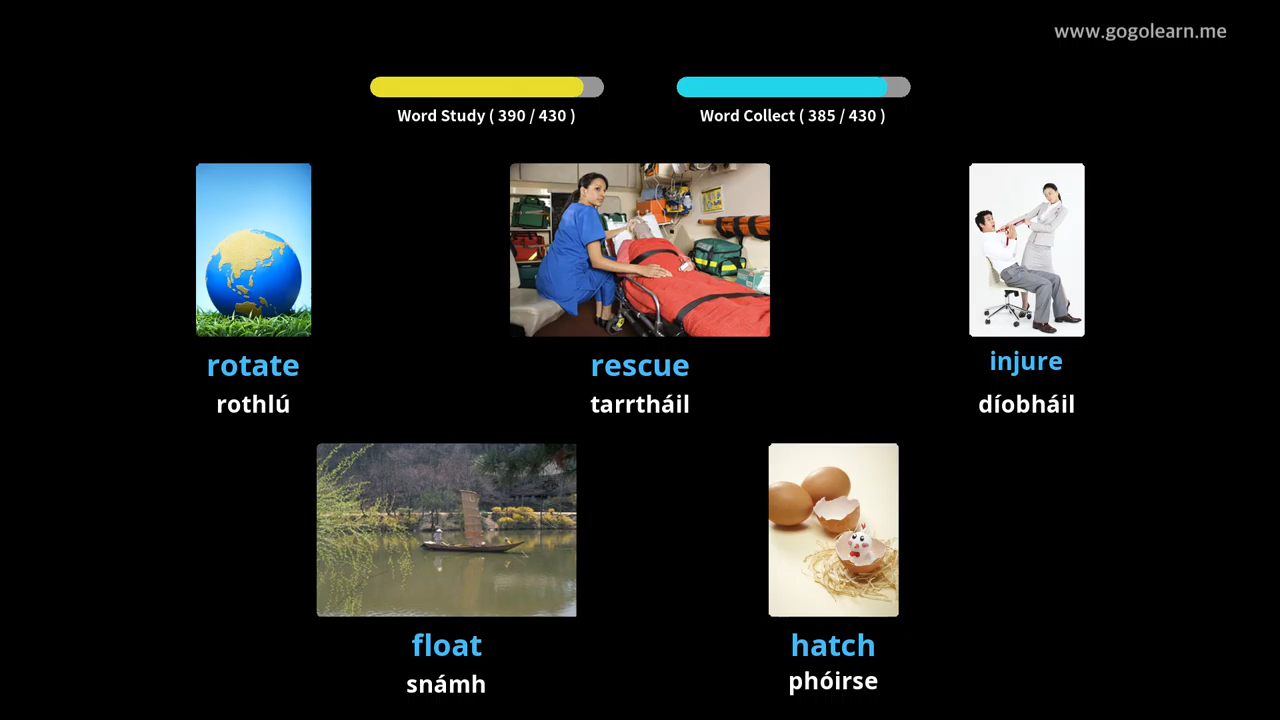 www.gogolearn.me
Word Study ( 390 / 430 )
Word Collect ( 385 / 430 )
rotate
rothlú
rescue
tarrtháil
injure
díobháil
float
snámh
hatch
phóirse